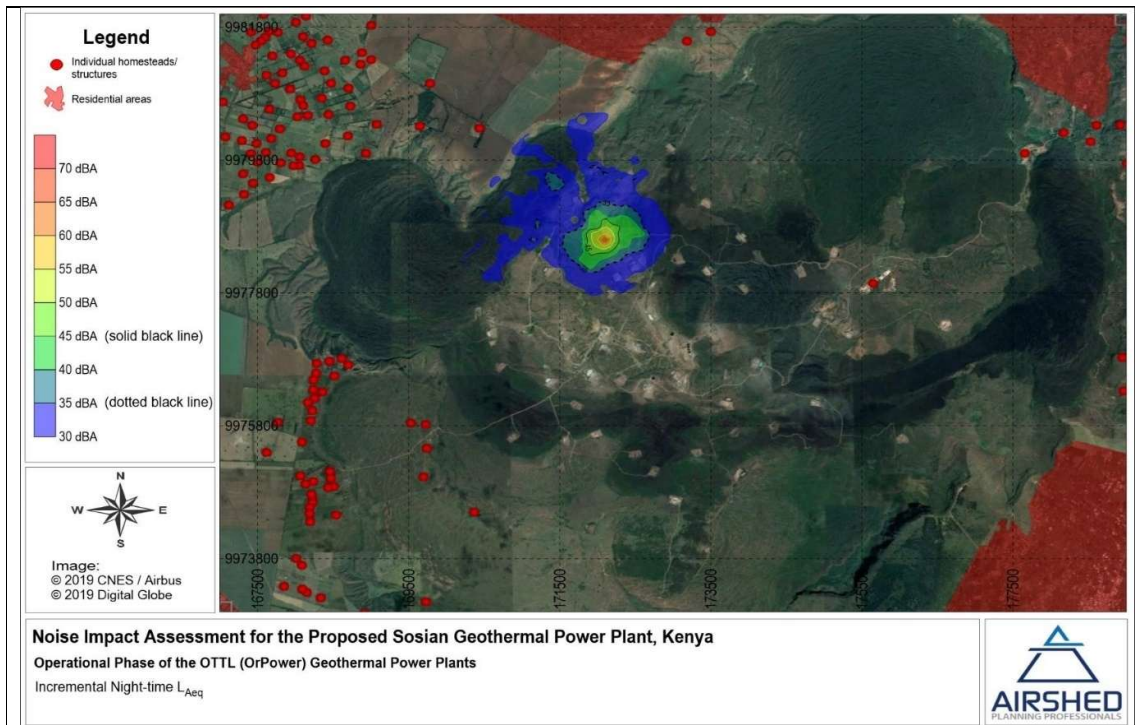 Legend
Individual homesteads/
structures
Residential areas
70 dBA
65 dBA
60 dBA
55 dBA
50 dBA
45 dBA (solid black line)
40 dBA
35 dBA (dotted black line)
30 dBA
N
W E
S
Image:
© 2019 CNES / Airbus
© 2019 Digital Globe
9981800
9979800
9977800
9975800
9973800
167500
169500
171500
173500
175500
177500
Noise Impact Assessment for the Proposed Sosian Geothermal Power Plant, Kenya
Operational Phase of the OTTL (OrPower) Geothermal Power Plants
Incremental Night-time LAeq
AIRSHED
PLANNING PROFESSIONALS